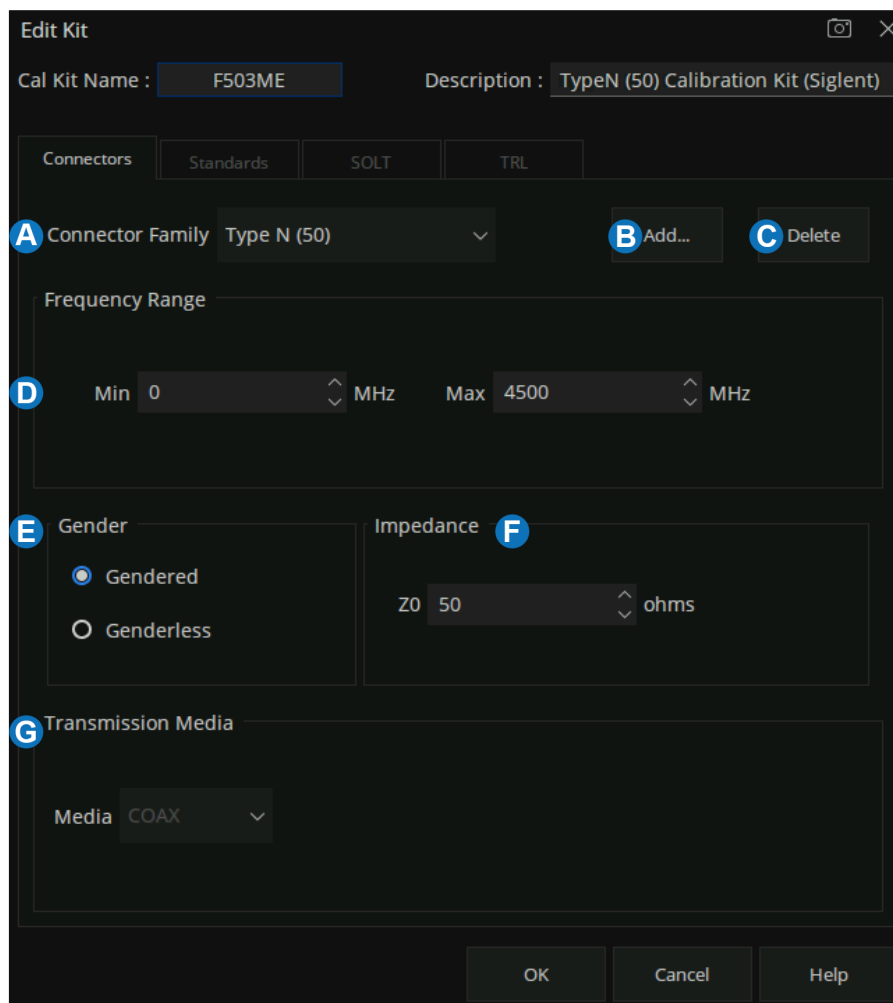 Edit Kit
Cal Kit Name : F503ME Description : TypeN (50) Calibration Kit (Siglent)
Connectors Standards SOLT TRL
A Connector Family Type N (50) B Add... C Delete
Frequency Range
D Min 0 MHz Max 4500 MHz
E Gender Impedance F
Gendered
Z0 50 ohms
Genderless
G Transmission Media
Media COAX
OK Cancel Help